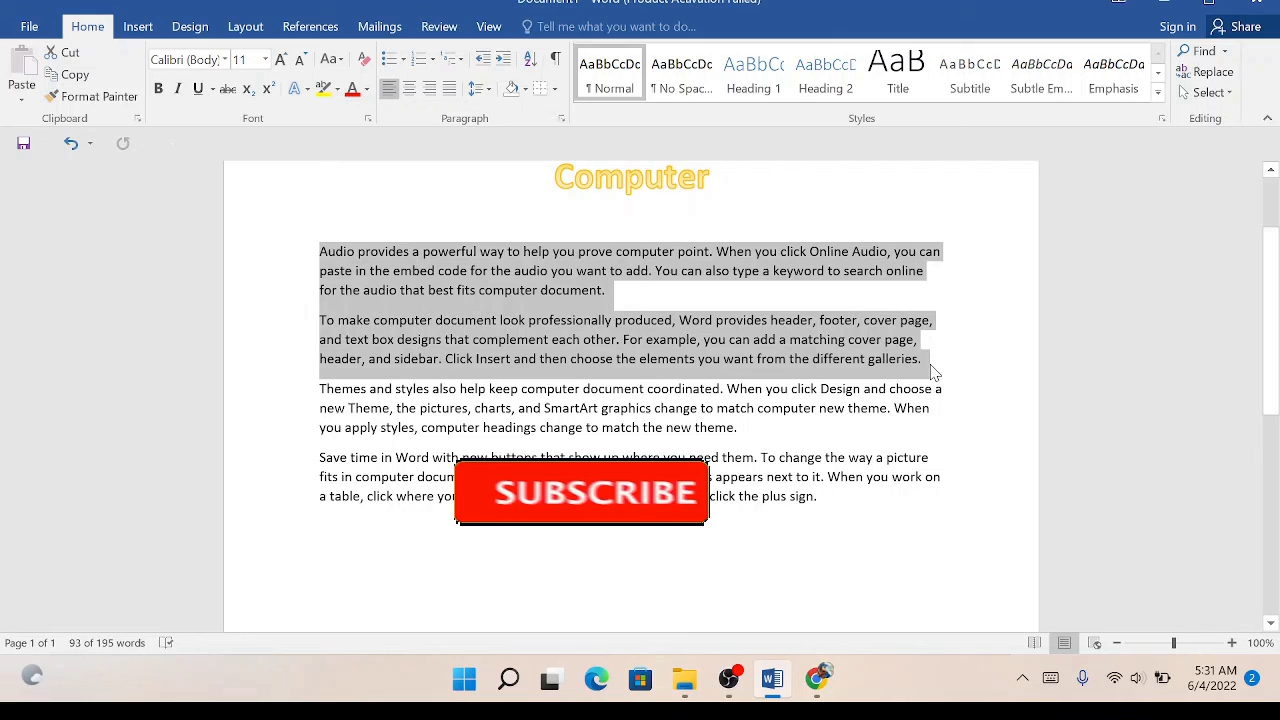 File Home Insert Design Layout References Mailings Review View Tell me what you want to do... Sign in Share
Paste Cut Copy Format Painter
Calibri (Body) 11
AaBbCcDc AaBbCcDc AaBbCc AaBbCcD AaB AaBbCcD AaBbCcDc AaBbCcDc
¶ Normal ¶ No Spac... Heading 1 Heading 2 Title Subtitle Subtle Em... Emphasis
Find Replace Select
Clipboard Font Paragraph Styles Editing
Computer
Audio provides a powerful way to help you prove computer point. When you click Online Audio, you can
paste in the embed code for the audio you want to add. You can also type a keyword to search online
for the audio that best fits computer document.
To make computer document look professionally produced, Word provides header, footer, cover page,
and text box designs that complement each other. For example, you can add a matching cover page,
header, and sidebar. Click Insert and then choose the elements you want from the different galleries.
Themes and styles also help keep computer document coordinated. When you click Design and choose a
new Theme, the pictures, charts, and SmartArt graphics change to match computer new theme. When
you apply styles, computer headings change to match the new theme.
Save time in Word with new buttons that show up where you need them. To change the way a picture
fits in computer appears next to it. When you work on
a table, click where click the plus sign.
SUBSCRIBE
Page 1 of 1 93 of 195 words 100%
5:31 AM
6/4/2022 2